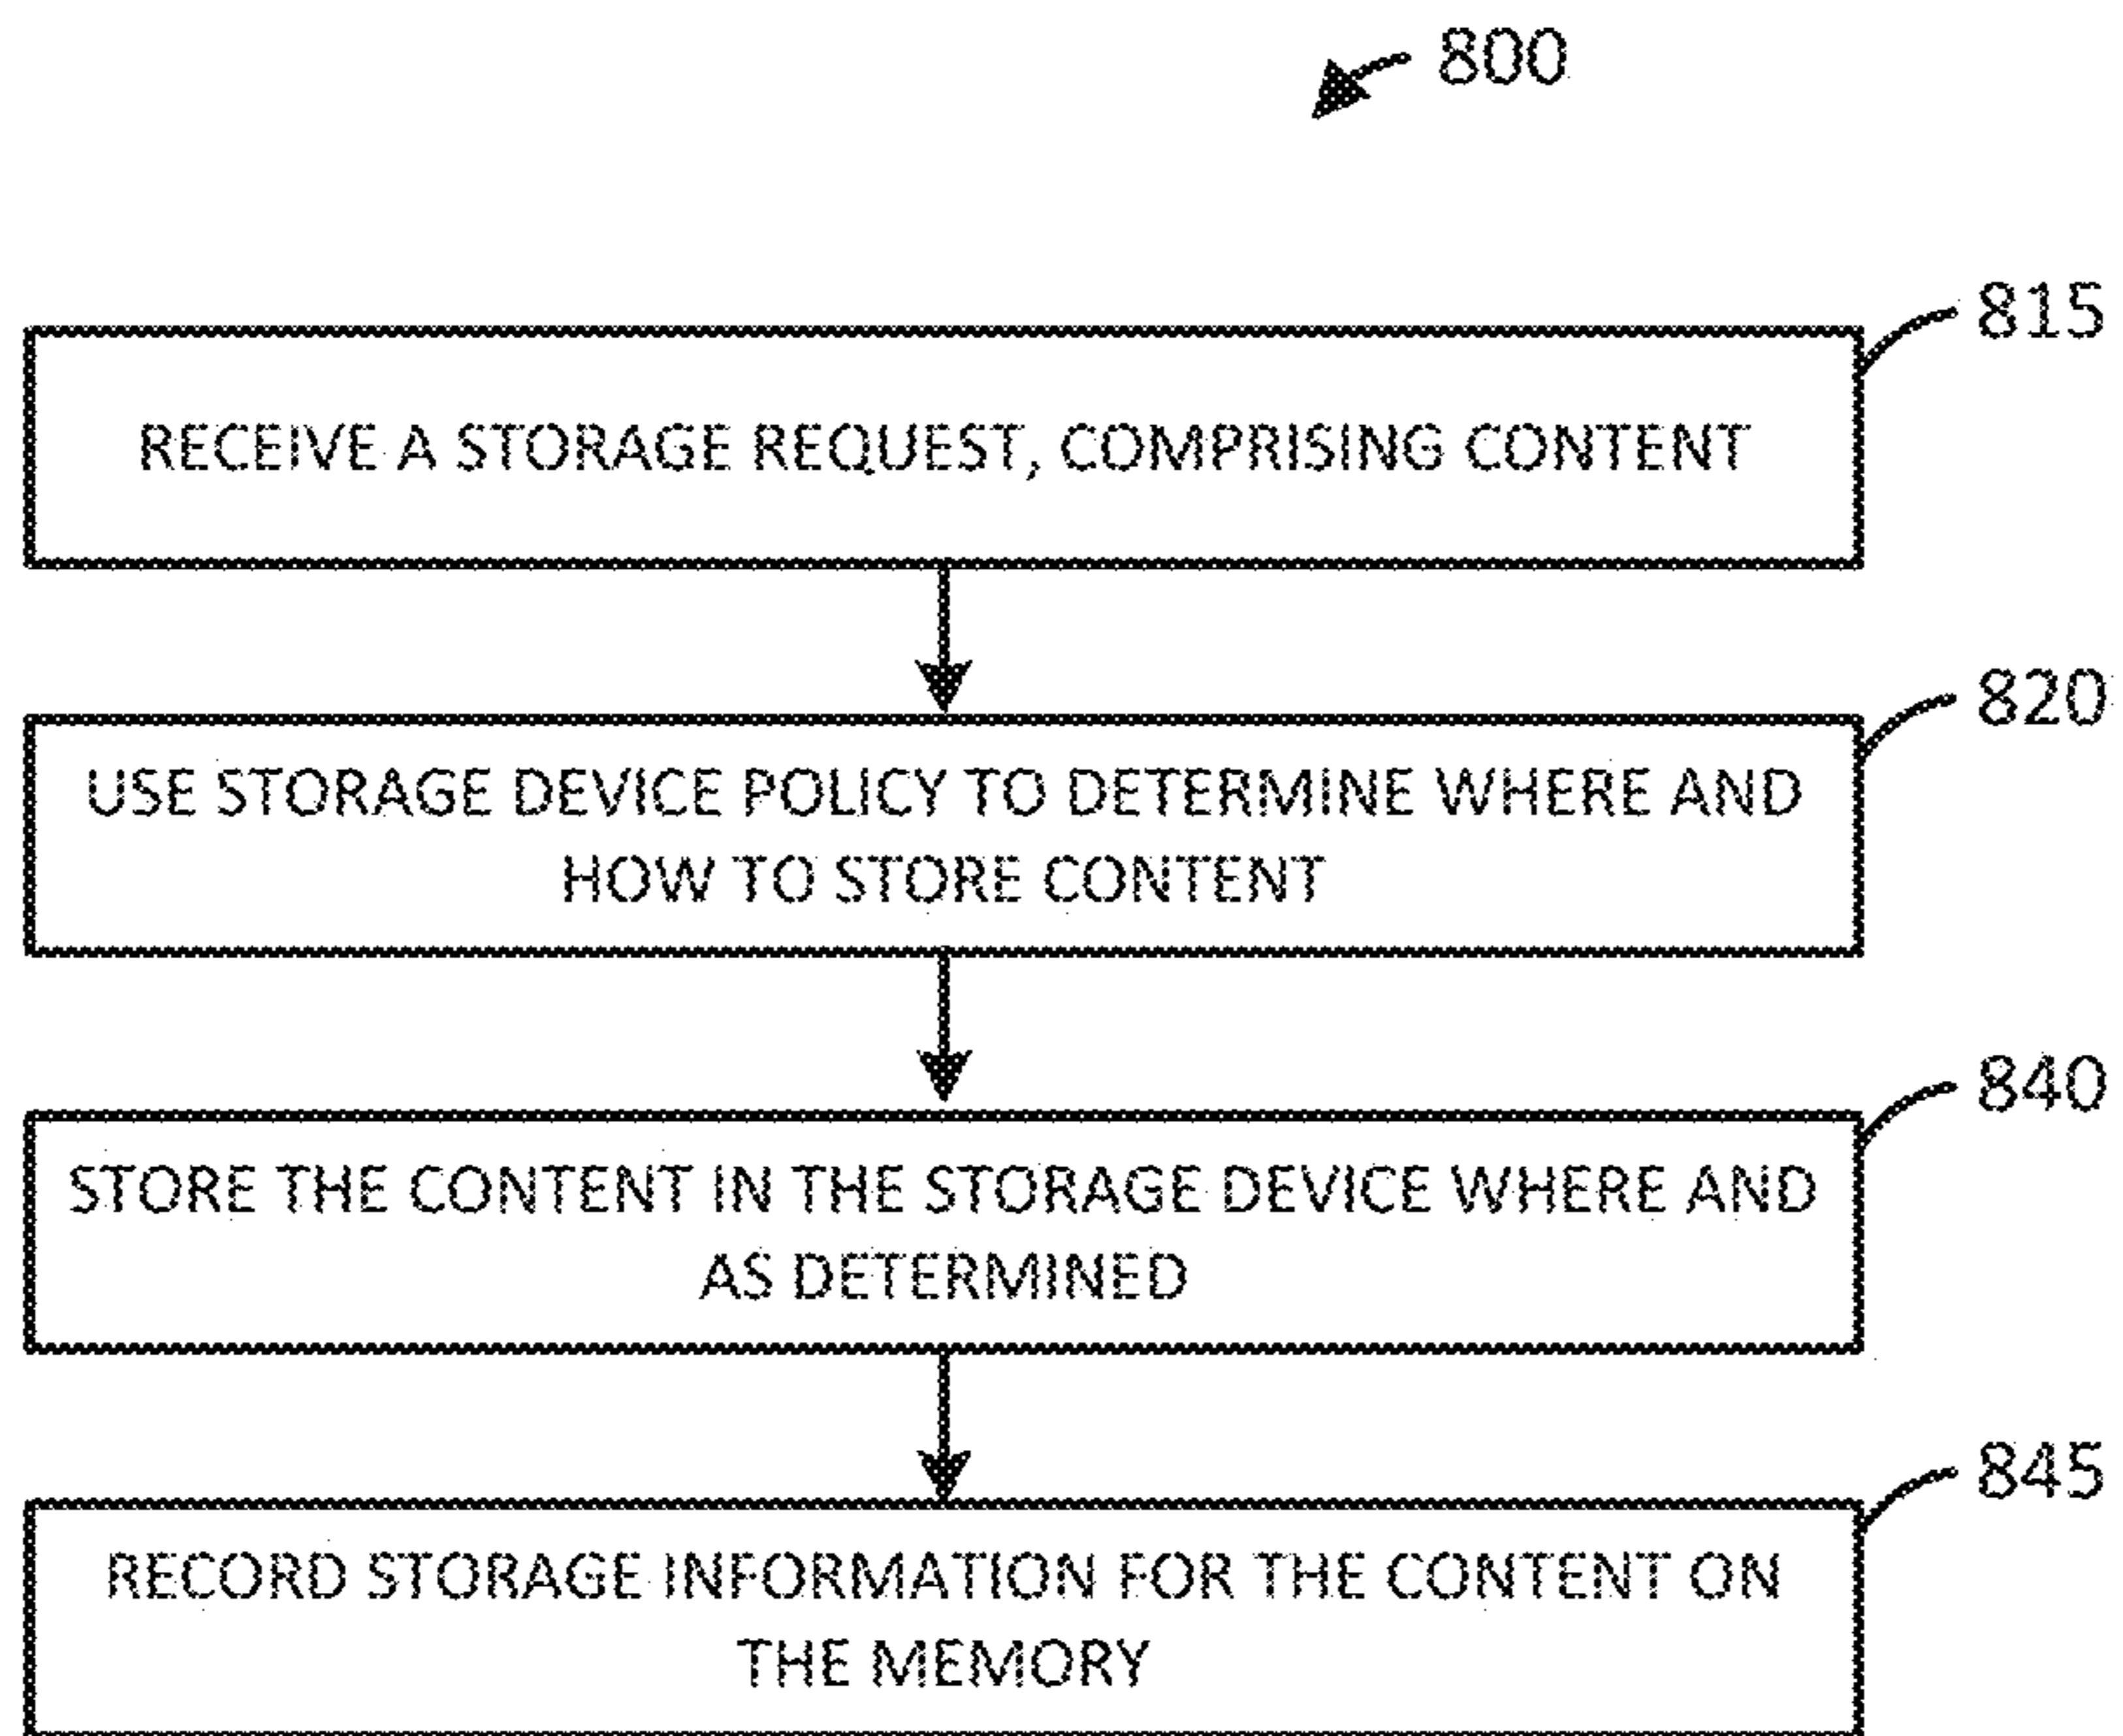 800
815
RECEIVE A STORAGE REQUEST, COMPRISING CONTENT
820
USE STORAGE DEVICE POLICY TO DETERMINE WHERE AND
HOW TO STORE CONTENT
840
STORE THE CONTENT IN THE STORAGE DEVICE WHERE AND
AS DETERMINED
845
RECORD STORAGE INFORMATION FOR THE CONTENT ON
THE MEMORY